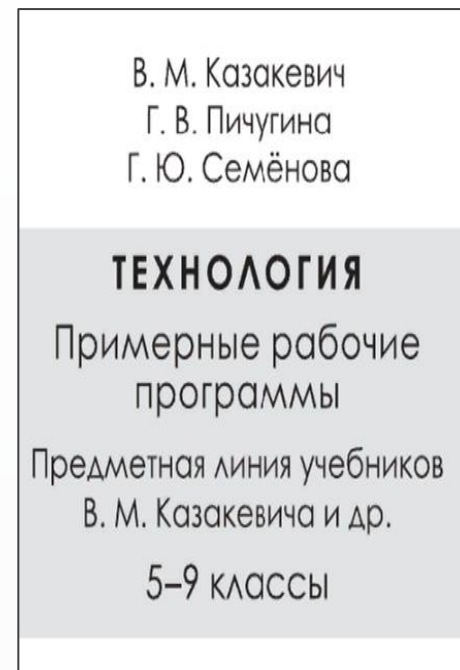 В. М. Казакевич
Г. В. Пичугина
Г. Ю. Семёнова
ТЕХНОЛОГИЯ
Примерные рабочие
программы
Предметная линия учебников
В. М. Казакевича и др.
5–9 классы